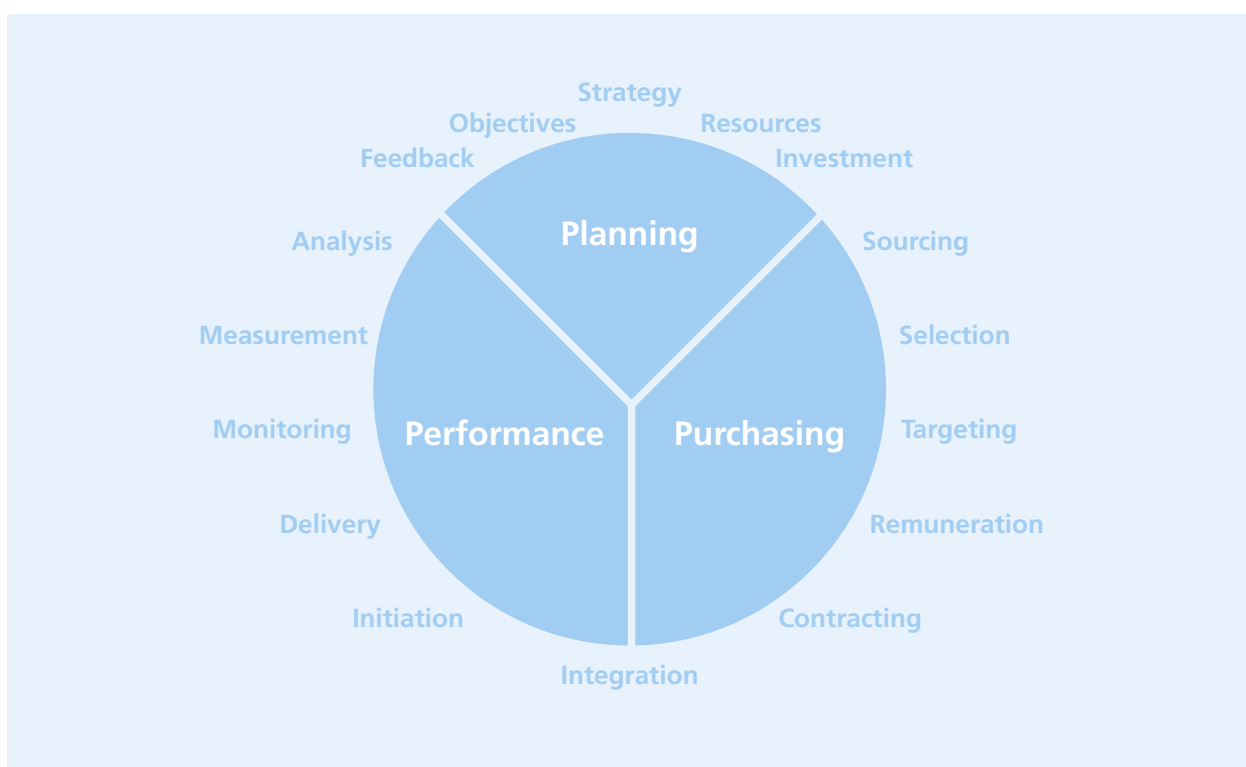 Strategy
Objectives
Resources
Feedback
Investment
Planning
Analysis
Sourcing
Measurement
Selection
Monitoring
Performance
Purchasing
Targeting
Delivery
Remuneration
Initiation
Contracting
Integration